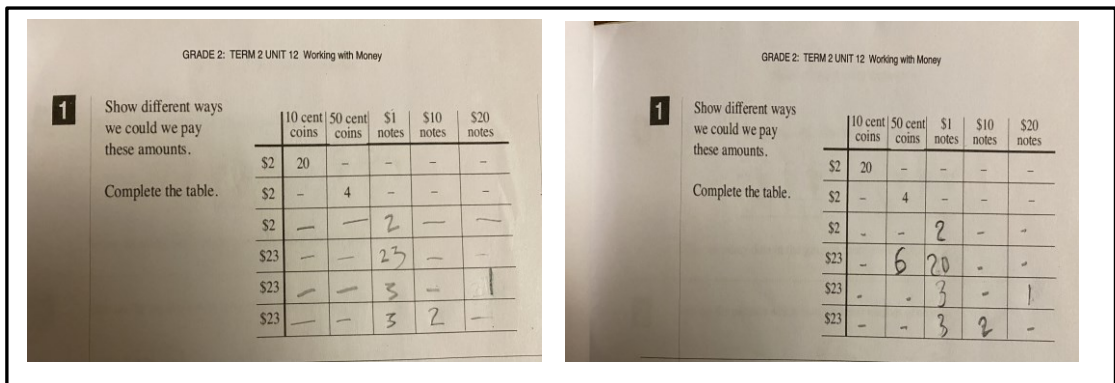 GRADE 2: TERM 2 UNIT 12 Working with Money
1 Show different ways
we could we pay
these amounts.
Complete the table.
10 cent coins 50 cent coins $1 notes $10 notes $20 notes
$2 20 - - - -
$2 - 4 - - -
$2 - - 2 - -
$23 - - 23 - -
$23 - - 3 - 1
$23 - - 3 2 -
GRADE 2: TERM 2 UNIT 12 Working with Money
1 Show different ways
we could we pay
these amounts.
Complete the table.
10 cent coins 50 cent coins $1 notes $10 notes $20 notes
$2 20 - - - -
$2 - 4 - - -
$2 - - 2 - -
$23 - 6 20 - -
$23 - - 3 - 1
$23 - - 3 2 -